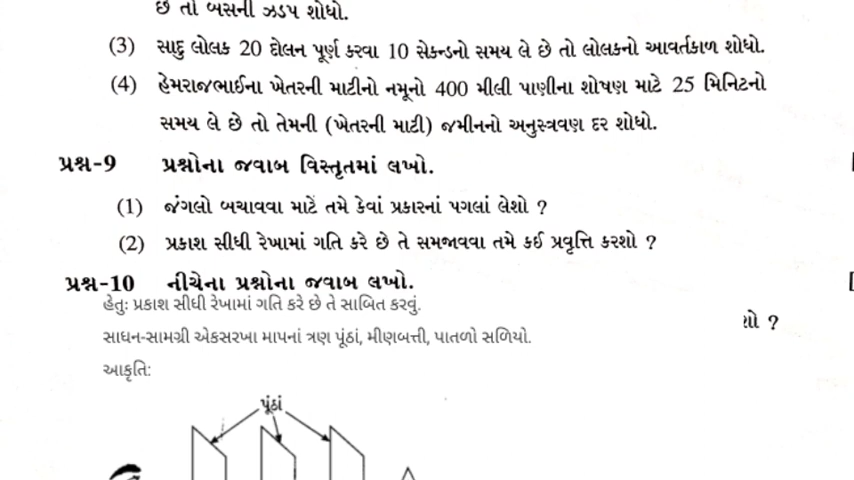 છે તો બસની ઝડપ શોધો.
(3) સાદુ લોલક 20 દોલન પૂર્ણ કરવા 10 સેકન્ડનો સમય લે છે તો લોલકનો આવર્તકાળ શોધો.
(4) હેમરાજભાઈના ખેતરની માટીનો નમૂનો 400 મીલી પાણીના શોષણ માટે 25 મિનિટનો
સમય લે છે તો તેમની (ખેતરની માટી) જમીનનો અનુસ્ત્રવણ દર શોધો.
પ્રશ્ન-9 પ્રશ્નોના જવાબ વિસ્તૃતમાં લખો.
(1) જંગલો બચાવવા માટે તમે કેવાં પ્રકારનાં પગલાં લેશો ?
(2) પ્રકાશ સીધી રેખામાં ગતિ કરે છે તે સમજાવવા તમે કઈ પ્રવૃત્તિ કરશો ?
પ્રશ્ન-10 નીચેના પ્રશ્નોના જવાબ લખો.
હેતુઃ પ્રકાશ સીધી રેખામાં ગતિ કરે છે તે સાબિત કરવું.
શો ?
સાધન-સામગ્રી એકસરખા માપનાં ત્રણ પૂંઠાં, મીણબત્તી, પાતળો સળિયો.
આકૃતિ:
પૂંઠાં